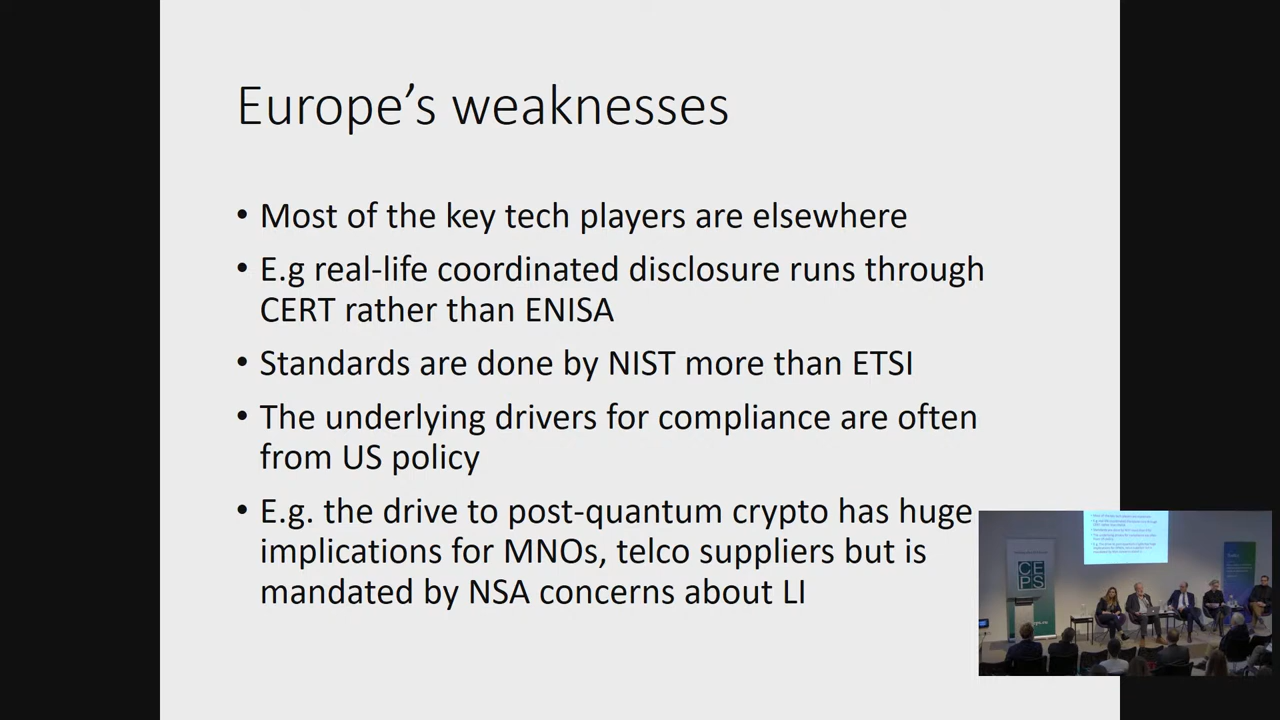 Europe's weaknesses
• Most of the key tech players are elsewhere
• E.g real-life coordinated disclosure runs through
CERT rather than ENISA
• Standards are done by NIST more than ETSI
• The underlying drivers for compliance are often
from US policy
• E.g. the drive to post-quantum crypto has huge
implications for MNOs, telco suppliers but is
mandated by NSA concerns about LI
CE
PS